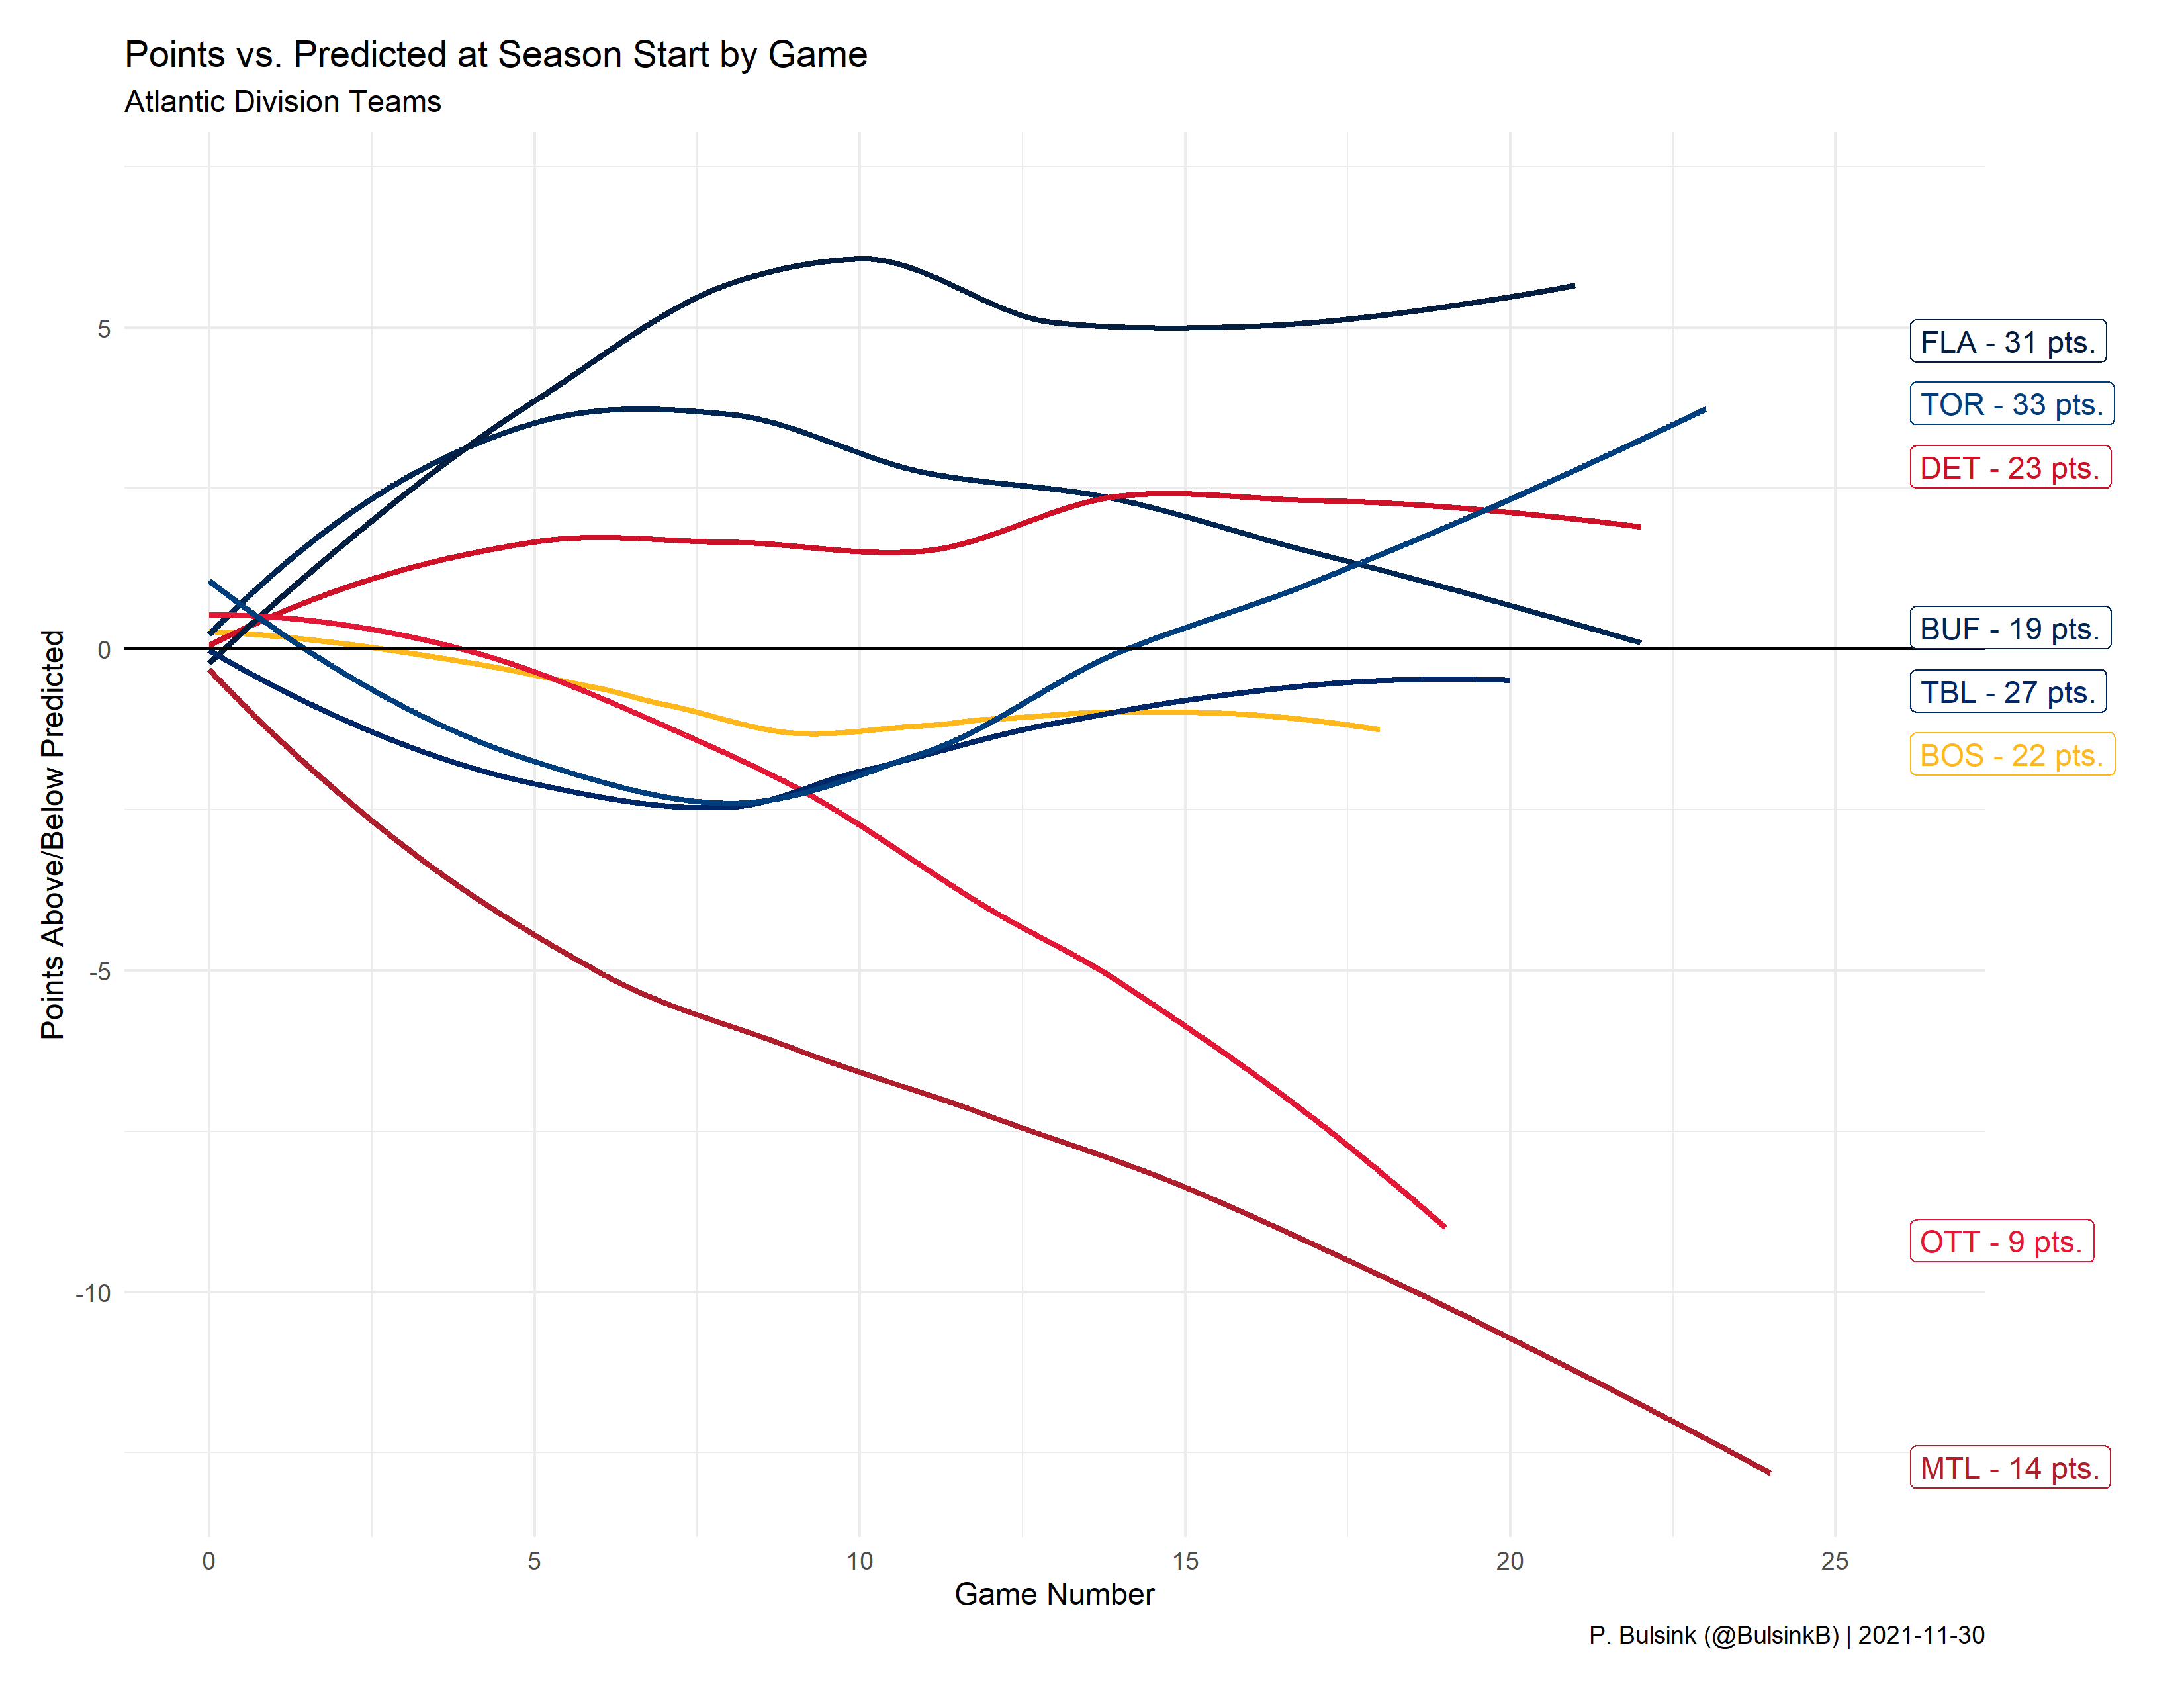 Points vs. Predicted at Season Start by Game
Atlantic Division Teams
Points Above/Below Predicted
5
0
-5
-10
FLA - 31 pts.
TOR - 33 pts.
DET - 23 pts.
BUF - 19 pts.
TBL - 27 pts.
BOS - 22 pts.
OTT - 9 pts.
MTL - 14 pts.
0 5 10 15 20 25
Game Number
P. Bulsink (@BulsinkB) | 2021-11-30